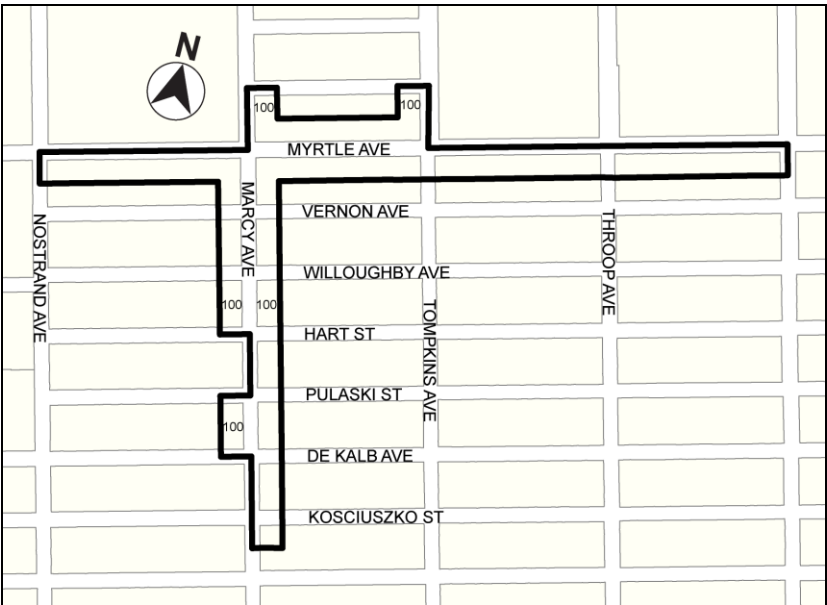 N
100
100
MYRTLE AVE
MARCY AVE
VERNON AVE
NOSTRAND AVE
THROOP AVE
WILLOUGHBY AVE
100
100
TOMPKINS AVE
HART ST
PULASKI ST
100
DE KALB AVE
KOSCIUSZKO ST